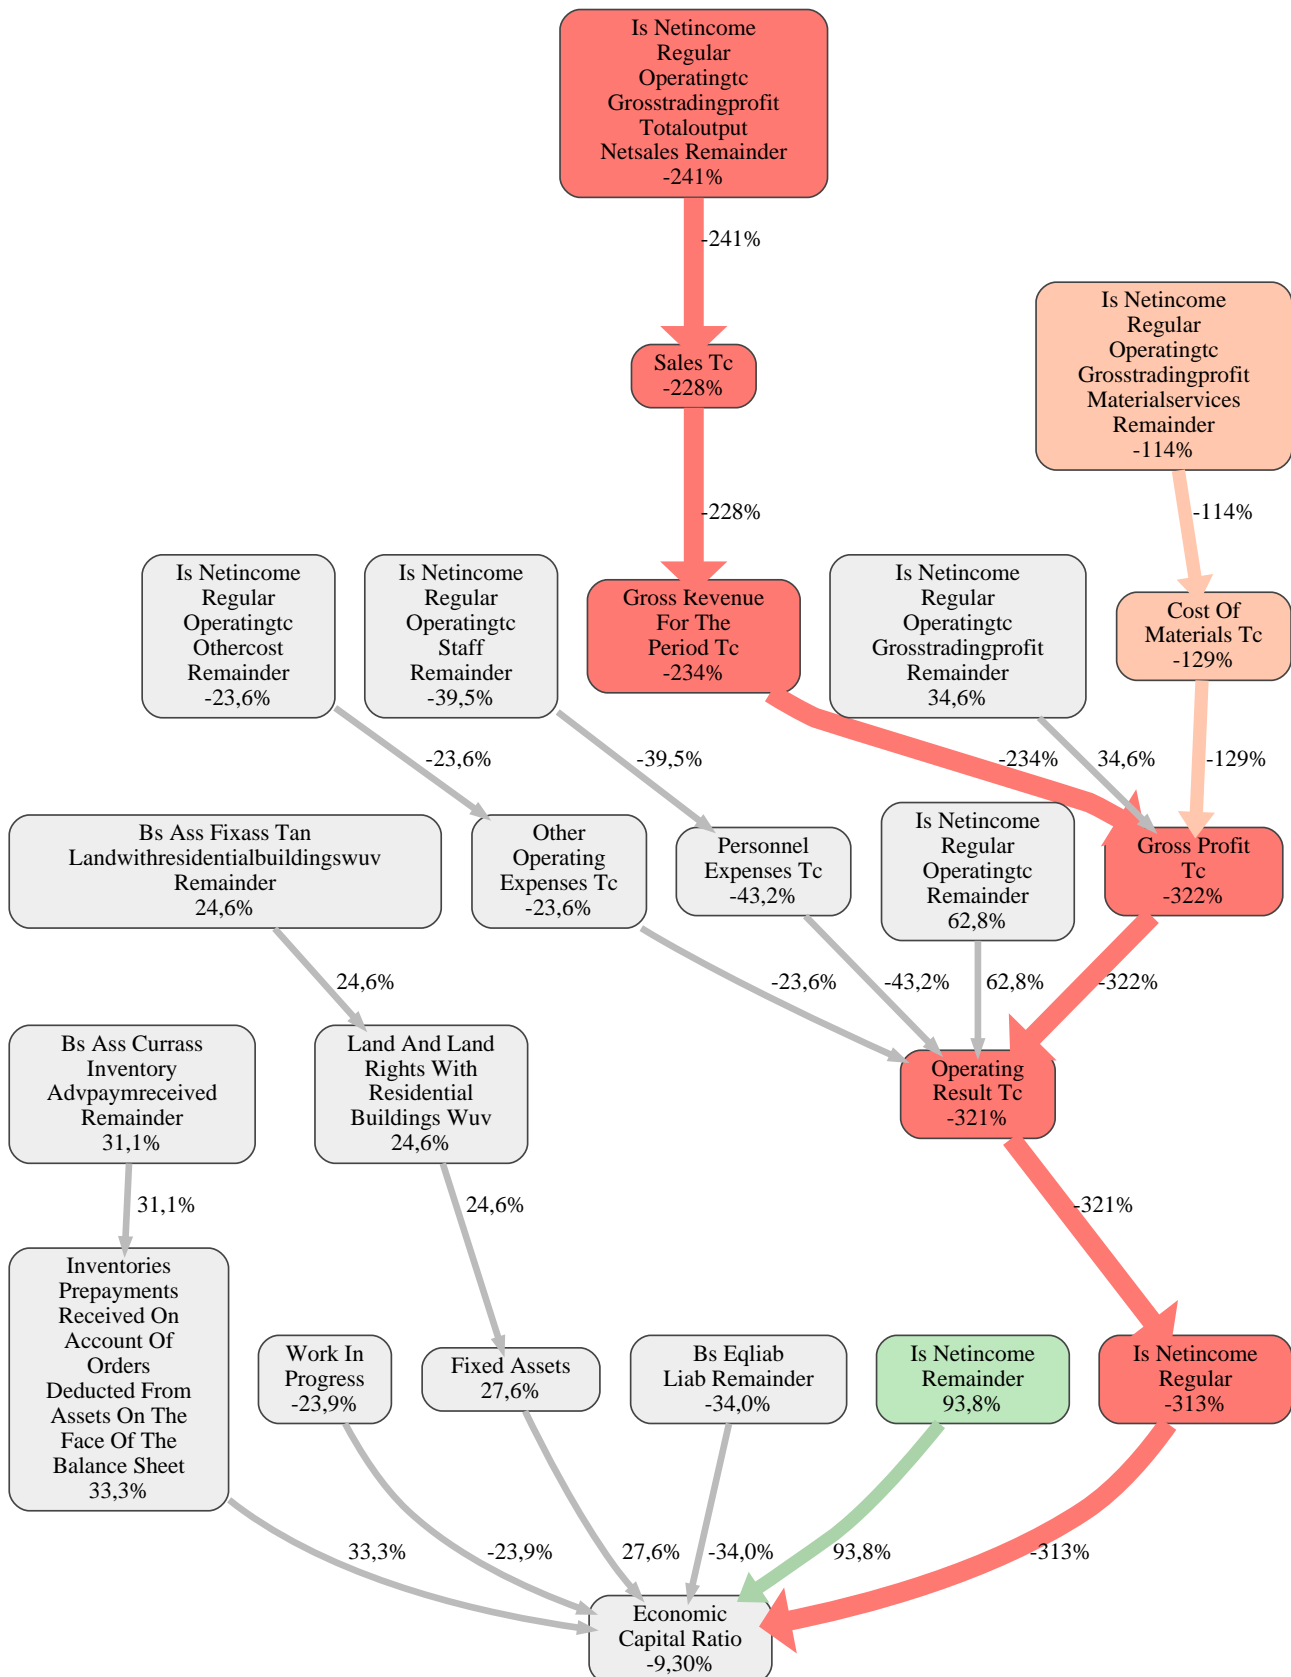 Is Netincome
Regular
Operatingtc
Grosstradingprofit
Totaloutput
Netsales Remainder
-241%
-241%
Is Netincome
Regular
Operatingtc
Grosstradingprofit
Materialservices
Remainder
-114%
Sales Tc
-228%
-228%
-114%
Is Netincome
Regular
Operatingtc
Othercost
Remainder
-23,6%
Is Netincome
Regular
Operatingtc
Staff
Remainder
-39,5%
Gross Revenue
For The
Period Tc
-234%
Is Netincome
Regular
Operatingtc
Grosstradingprofit
Remainder
34,6%
Cost Of
Materials Tc
-129%
-23,6%
-39,5%
-234%
34,6%
-129%
Bs Ass Fixass Tan
Landwithresidentialbuildingswuv
Remainder
24,6%
Other
Operating
Expenses Tc
-23,6%
Personnel
Expenses Tc
-43,2%
Is Netincome
Regular
Operatingtc
Remainder
62,8%
Gross Profit
Tc
-322%
24,6%
-23,6%
-43,2%
62,8%
-322%
Bs Ass Currass
Inventory
Advpaymreceived
Remainder
31,1%
Land And Land
Rights With
Residential
Buildings Wuv
24,6%
Operating
Result Tc
-321%
31,1%
24,6%
-321%
Inventories
Prepayments
Received On
Account Of
Orders
Deducted From
Assets On The
Face Of The
Balance Sheet
33,3%
Work In
Progress
-23,9%
Fixed Assets
27,6%
Bs Eqliab
Liab Remainder
-34,0%
Is Netincome
Remainder
93,8%
Is Netincome
Regular
-313%
33,3%
-23,9%
27,6%
-34,0%
93,8%
-313%
Economic
Capital Ratio
-9,30%